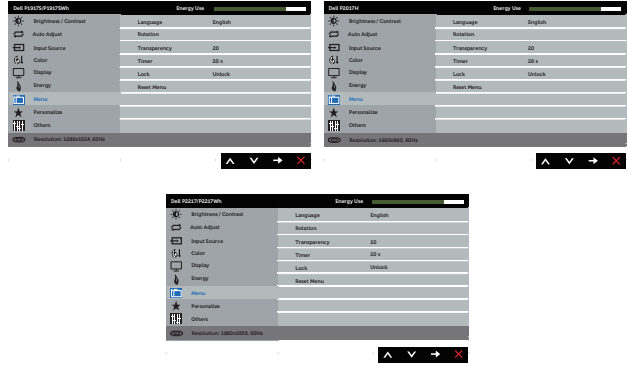 Dell P1917S/P1917SWh Energy Use
Brightness / Contrast Language English
Auto Adjust Rotation
Input Source Transparency 20
Color Timer 20 s
Display Lock Unlock
Energy Reset Menu
Menu
Personalize
Others
Resolution: 1280x1024, 60Hz
Dell P2017H Energy Use
Brightness / Contrast Language English
Auto Adjust Rotation
Input Source Transparency 20
Color Timer 20 s
Display Lock Unlock
Energy Reset Menu
Menu
Personalize
Others
Resolution: 1600x900, 60Hz
Dell P2217/P2217Wh Energy Use
Brightness / Contrast Language English
Auto Adjust Rotation
Input Source Transparency 20
Color Timer 20 s
Display Lock Unlock
Energy Reset Menu
Menu
Personalize
Others
Resolution: 1680x1050, 60Hz